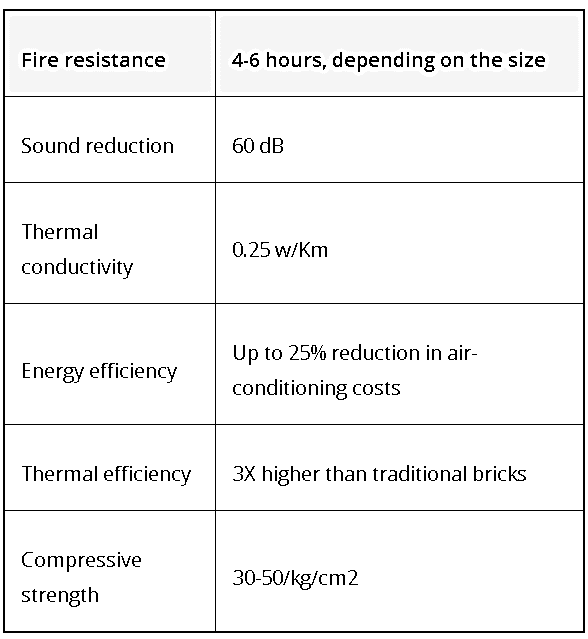 Fire resistance
4-6 hours, depending on the size
Sound reduction
60 dB
Thermal
conductivity
0.25 w/Km
Energy efficiency
Up to 25% reduction in air-
conditioning costs
Thermal efficiency
3X higher than traditional bricks
Compressive
strength
30-50/kg/cm2